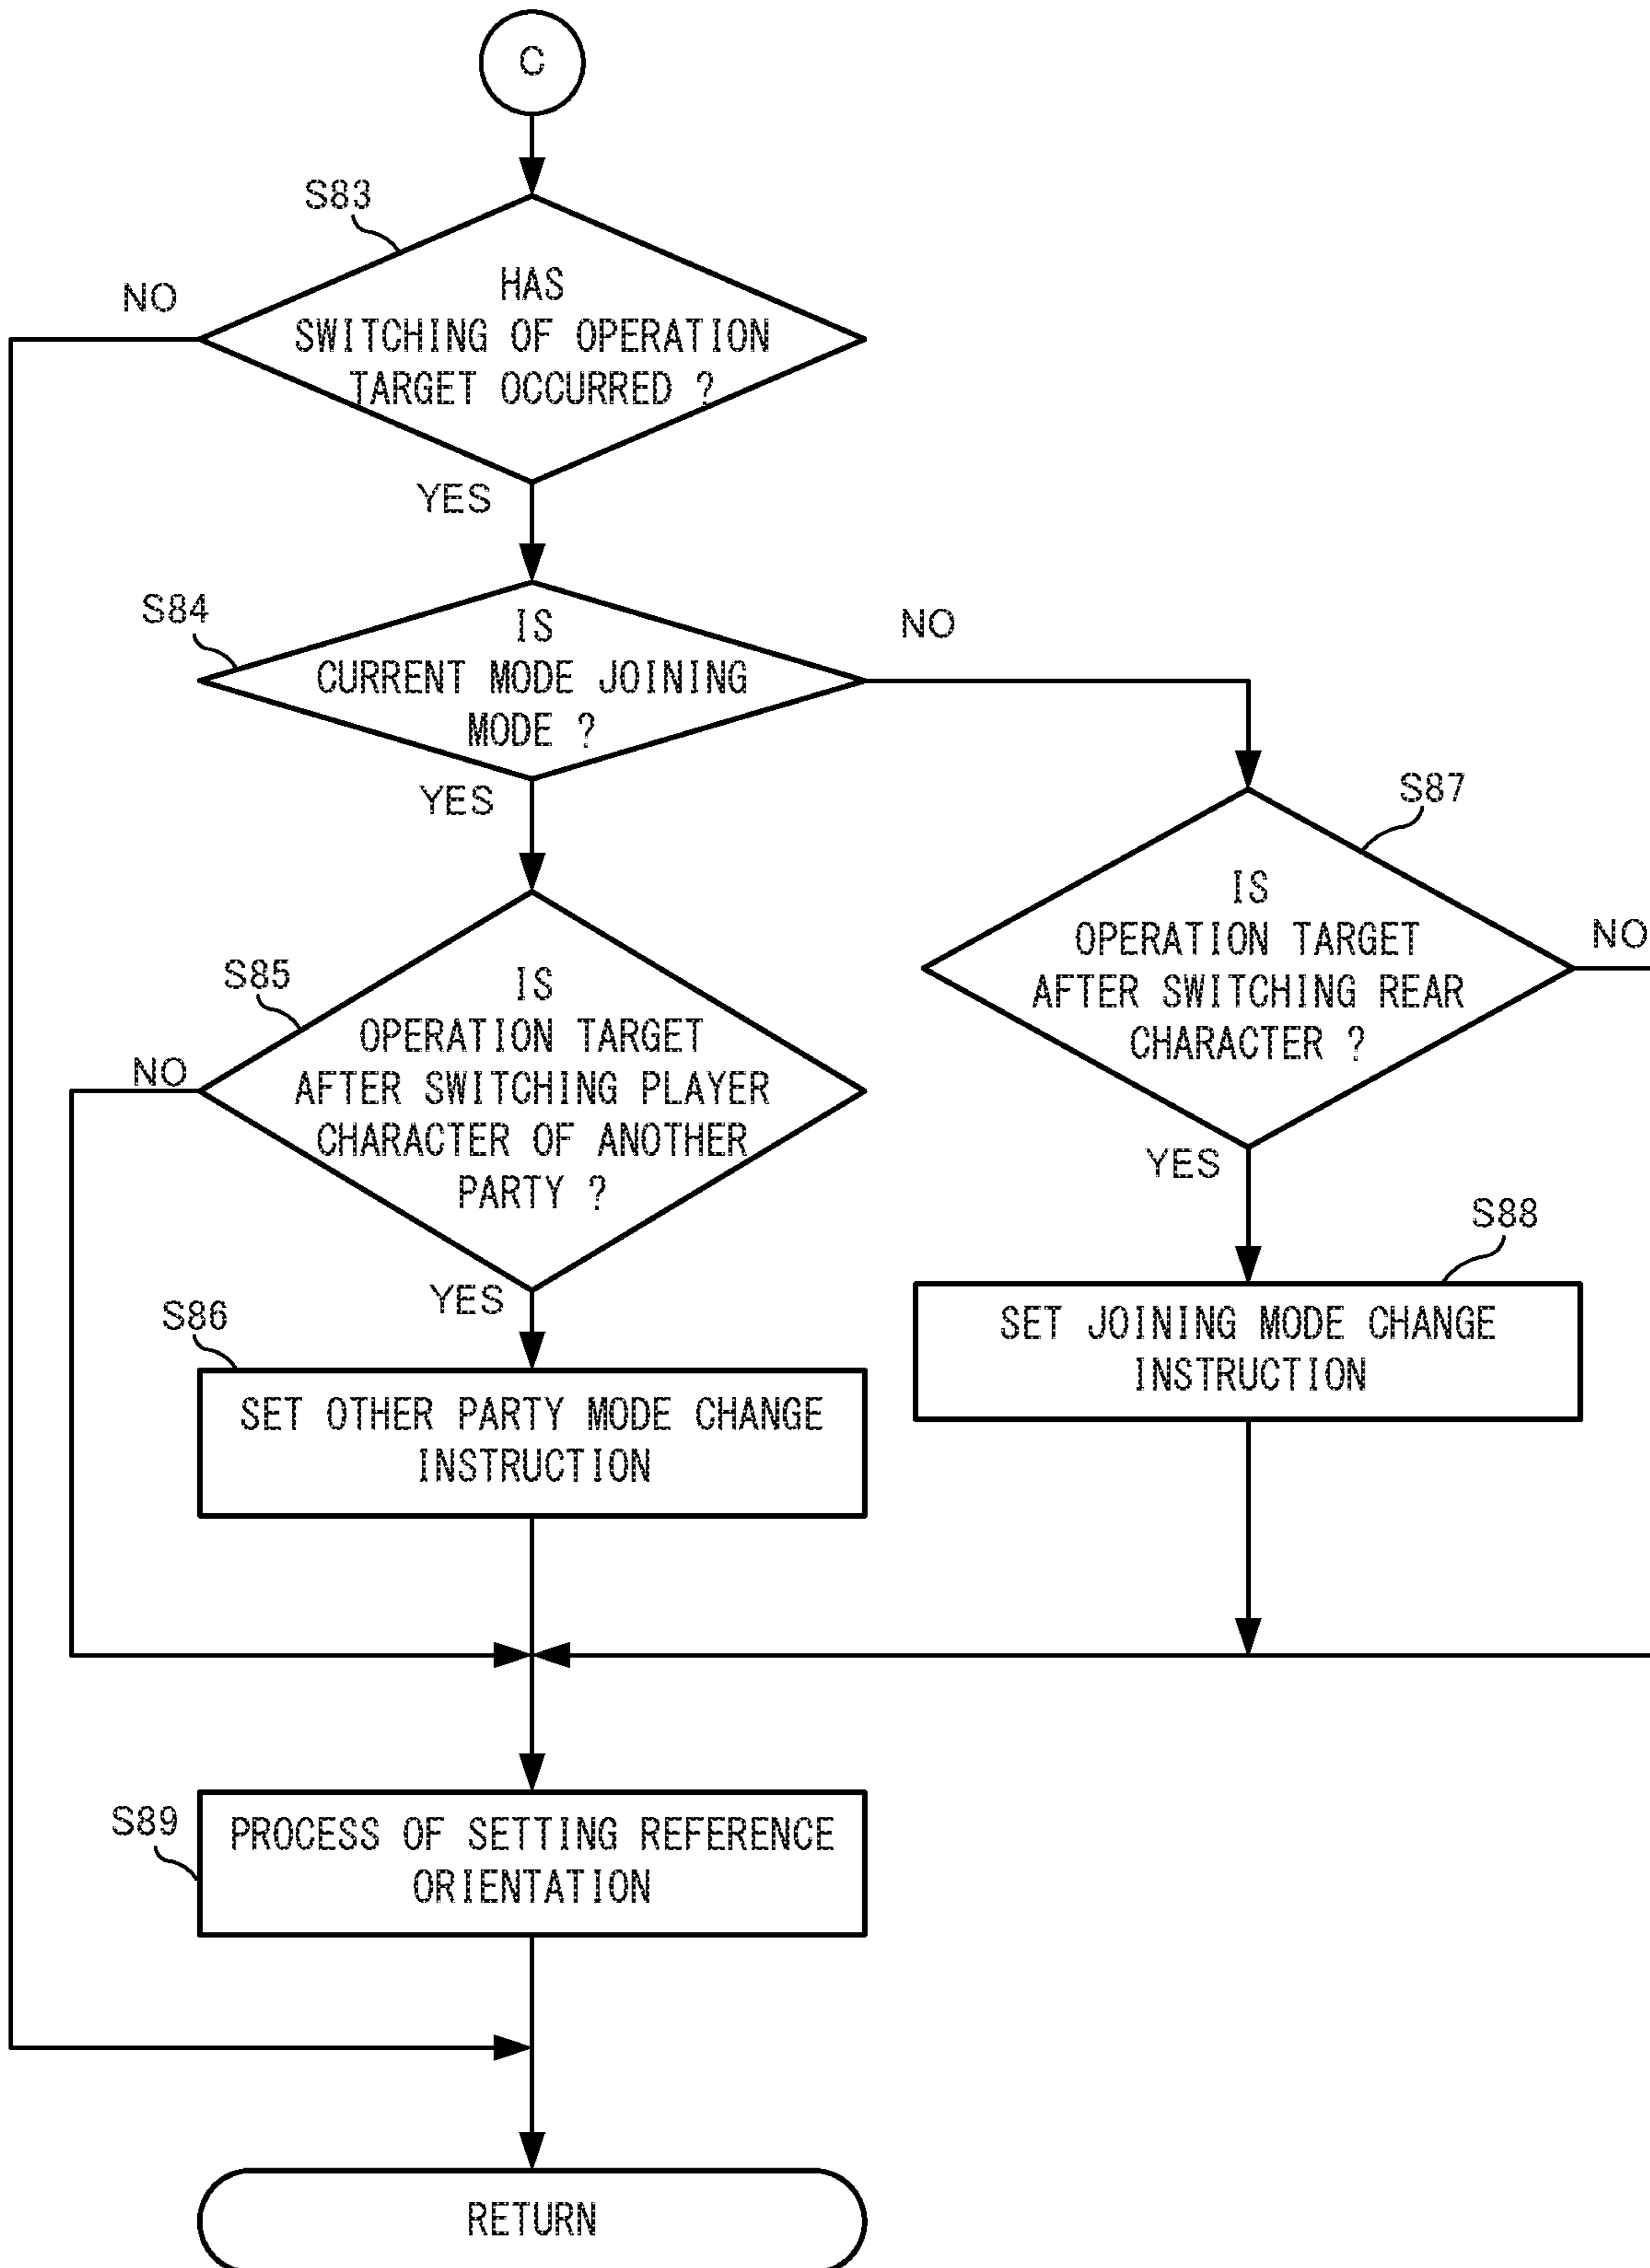 C
S83
HAS
SWITCHING OF OPERATION
TARGET OCCURRED ?
NO
YES
S84
IS
CURRENT MODE JOINING
MODE ?
NO
YES
S87
IS
OPERATION TARGET
AFTER SWITCHING REAR
CHARACTER ?
NO
YES
S85
IS
OPERATION TARGET
AFTER SWITCHING PLAYER
CHARACTER OF ANOTHER
PARTY ?
NO
YES
S88
SET JOINING MODE CHANGE
INSTRUCTION
S86
SET OTHER PARTY MODE CHANGE
INSTRUCTION
S89
PROCESS OF SETTING REFERENCE
ORIENTATION
RETURN